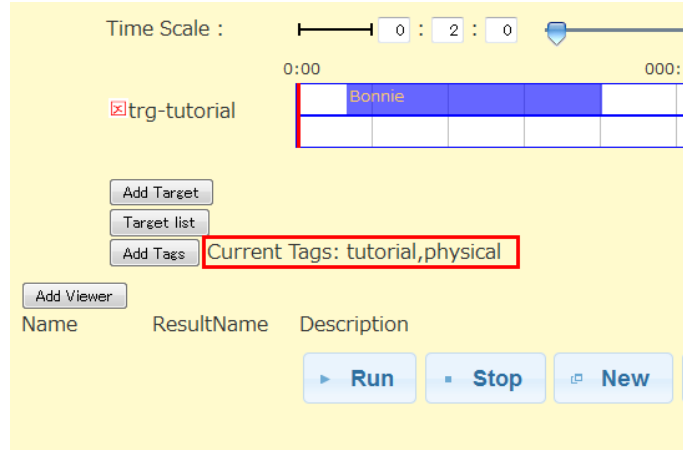 Time Scale : 0 : 2 : 0
0:00 000:
Bonnie
trg-tutorial
Add Target
Target list
Add Tags Current Tags: tutorial,physical
Add Viewer
Name ResultName Description
Run Stop New